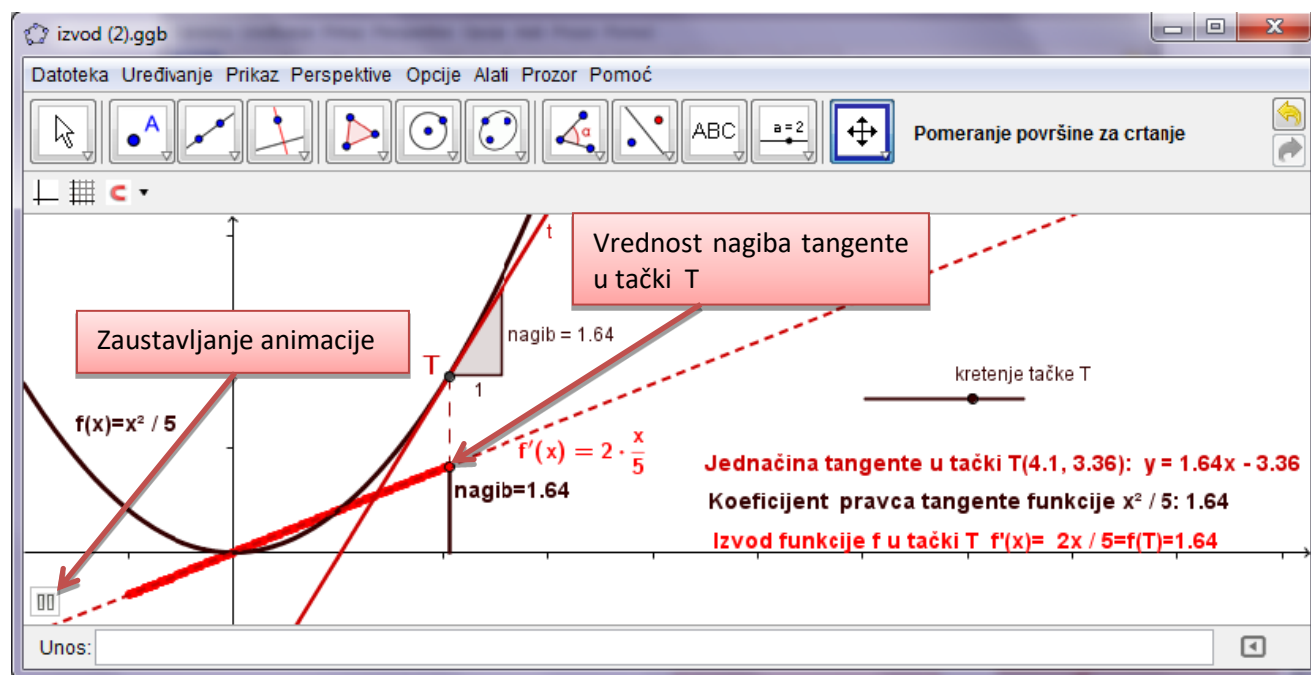 izvod (2).ggb
Datoteka Uređivanje Prikaz Perspektive Opcije Alati Prozor Pomoć
A
α
ABC
a=2
Pomeranje površine za crtanje
t
Vrednost nagiba tangente
u tački T
Zaustavljanje animacije
nagib = 1.64
T
1
kretenje tačke T
f(x)=x² / 5
f'(x) = 2 · x/5
Jednačina tangente u tački T(4.1, 3.36): y = 1.64x - 3.36
nagib=1.64
Koeficijent pravca tangente funkcije x² / 5: 1.64
Izvod funkcije f u tački T f'(x)= 2x / 5=f(T)=1.64
Unos: